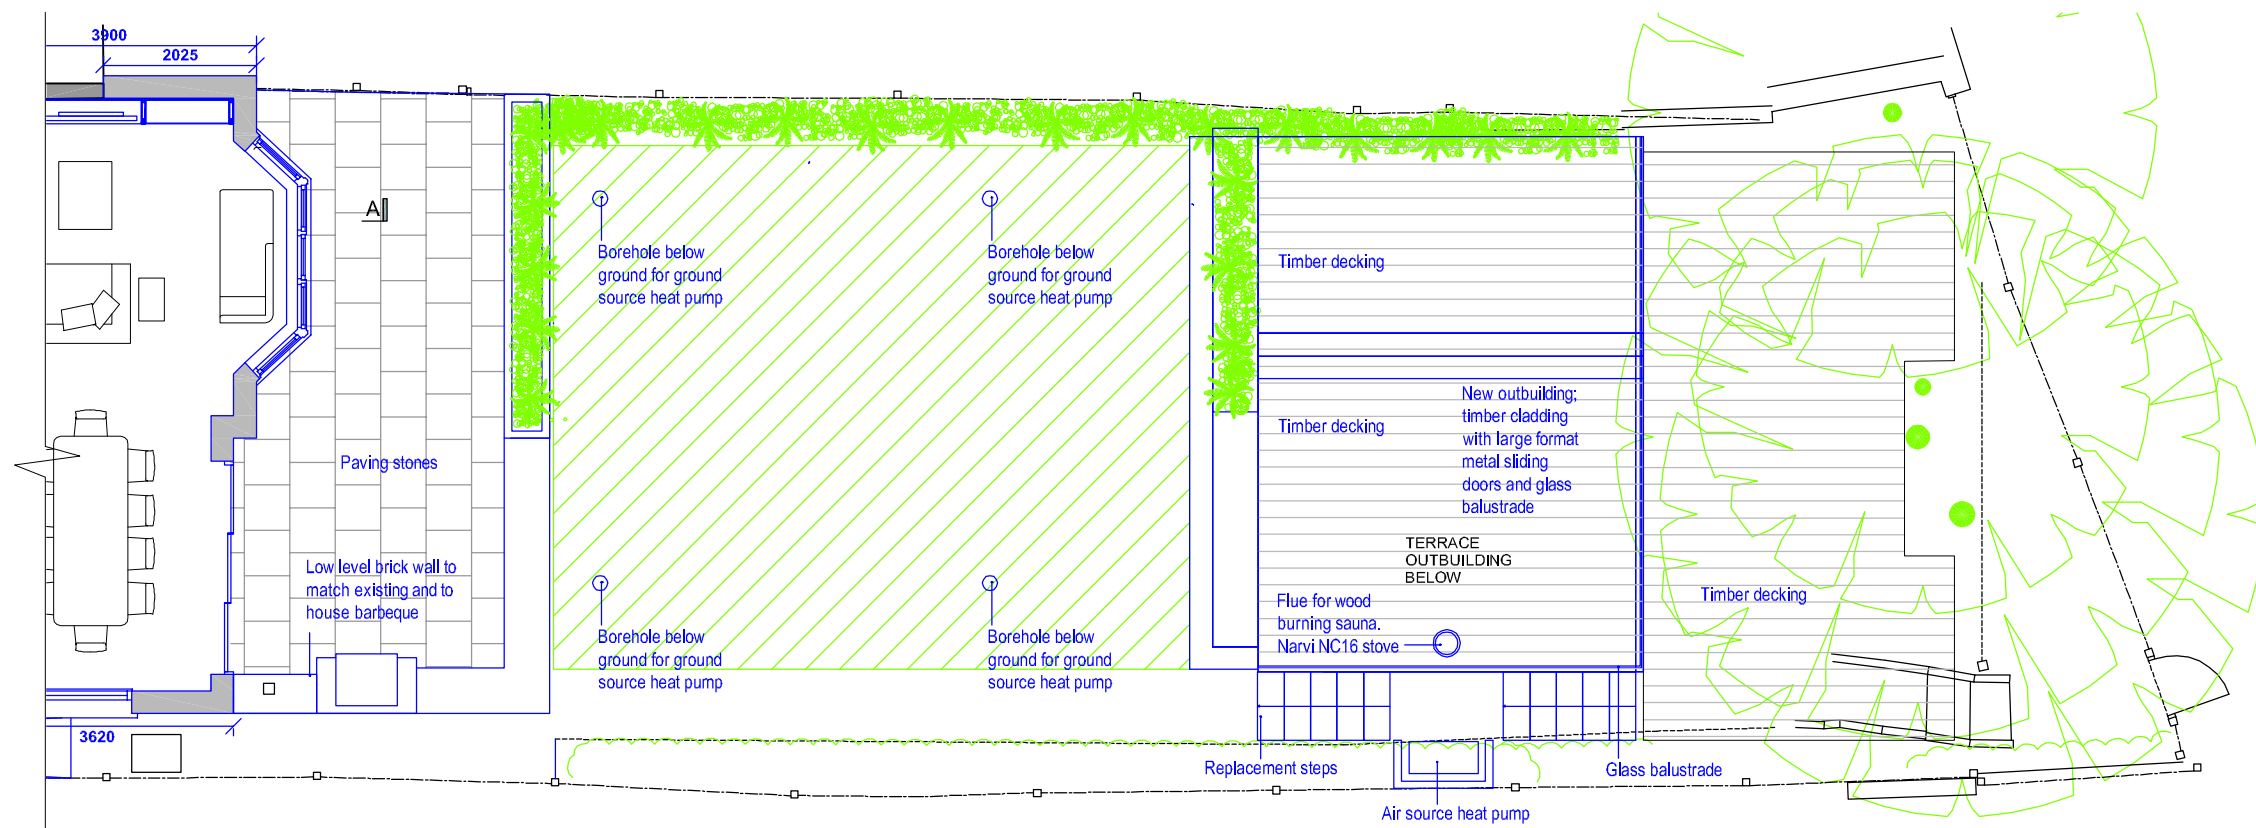 3900
2025
A
Borehole below
ground for ground
source heat pump
Borehole below
ground for ground
source heat pump
Timber decking
New outbuilding;
timber cladding
with large format
metal sliding
doors and glass
balustrade
Timber decking
Paving stones
TERRACE
OUTBUILDING
BELOW
Low level brick wall to
match existing and to
house barbeque
Flue for wood
burning sauna.
Narvi NC16 stove
Timber decking
Borehole below
ground for ground
source heat pump
Borehole below
ground for ground
source heat pump
3620
Replacement steps
Glass balustrade
Air source heat pump